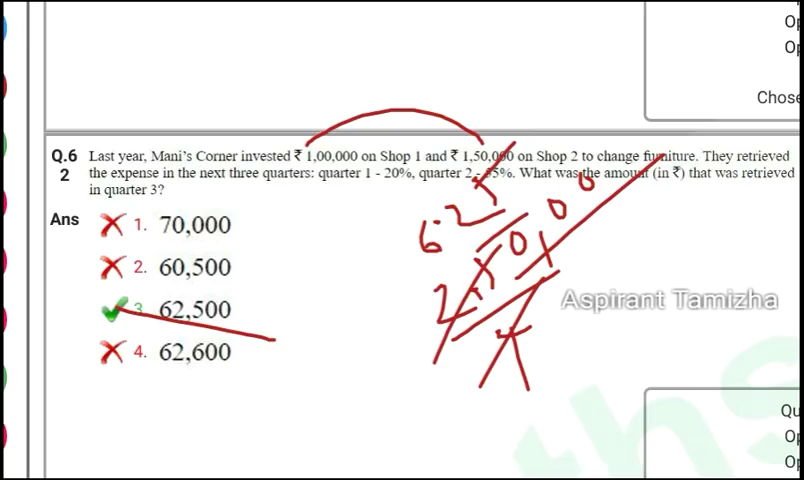 Op
Op
Chose
Q.6 Last year, Mani's Corner invested ₹ 1,00,000 on Shop 1 and ₹ 1,50,000 on Shop 2 to change furniture. They retrieved
2 the expense in the next three quarters: quarter 1 - 20%, quarter 2 - 55%. What was the amount (in ₹) that was retrieved
in quarter 3?
Ans 1. 70,000
2. 60,500
3. 62,500
4. 62,600
Aspirant Tamizha
ths
Qu
Op
Op